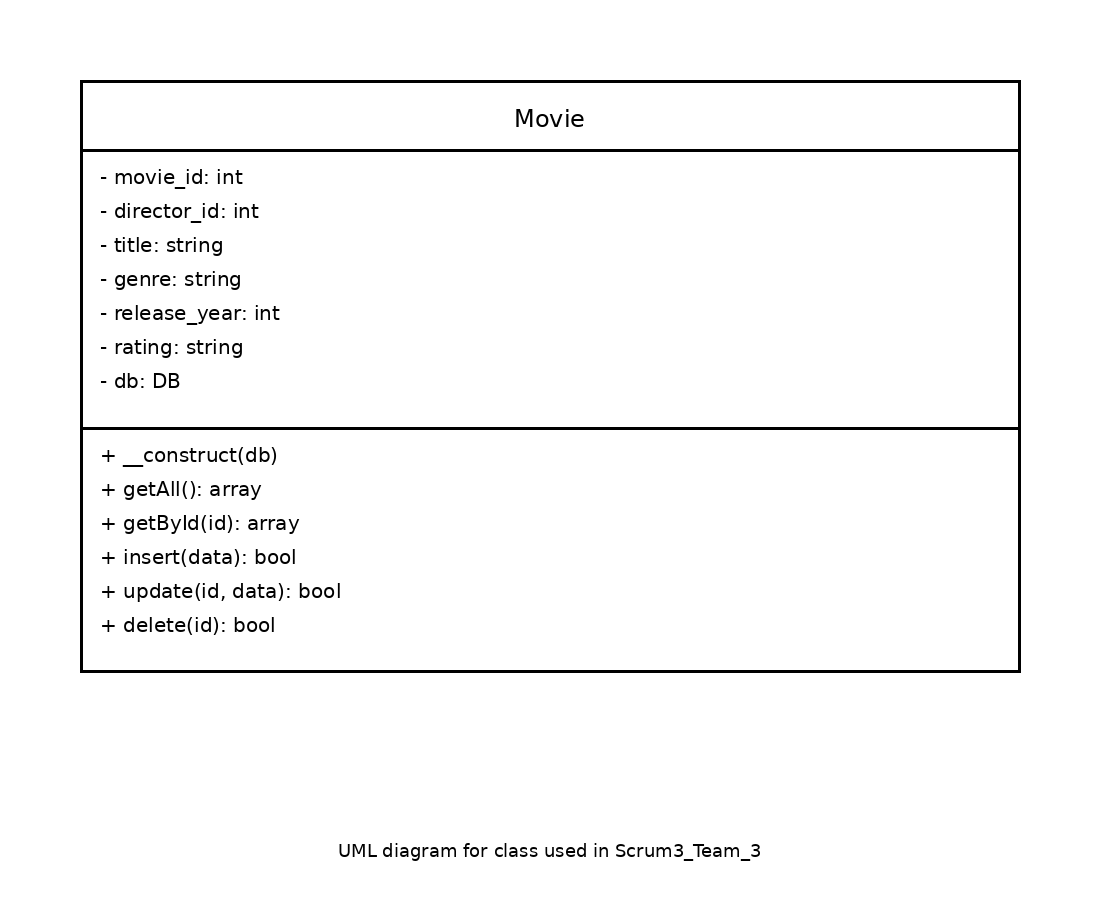 Movie
- movie_id: int
- director_id: int
- title: string
- genre: string
- release_year: int
- rating: string
- db: DB
+ __construct(db)
+ getAll(): array
+ getById(id): array
+ insert(data): bool
+ update(id, data): bool
+ delete(id): bool
UML diagram for class used in Scrum3_Team_3